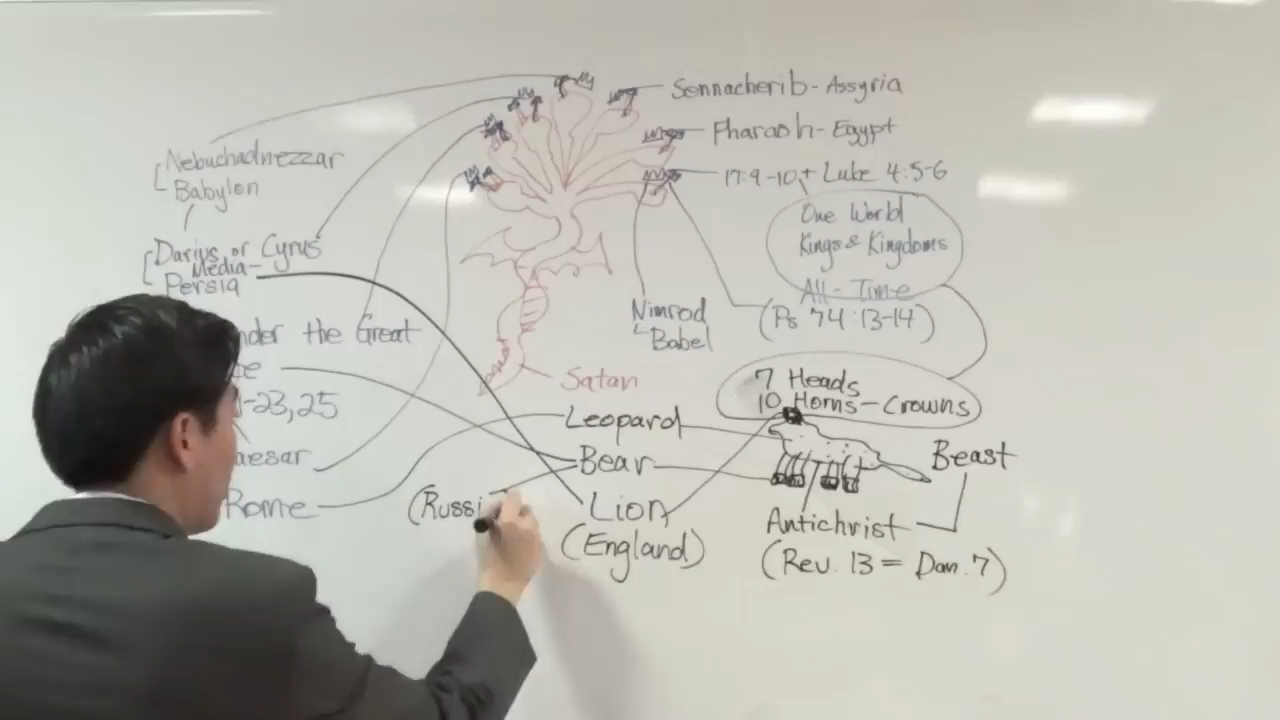 Sennacherib - Assyria
Pharaoh - Egypt
17:9-10, + Luke 4:5-6
One World
Kings & Kingdoms
All-Time
(Ps 74:13-14)
Nebuchadnezzar
Babylon
Darius or Cyrus
Media-
Persia
nder the Great
-23, 25
aesar
Rome
Nimrod
Babel
Satan
7 Heads
10 Horns - Crowns
Leopard
Bear
Lion
(England)
(Russi
Beast
Antichrist
(Rev. 13 = Dan. 7)